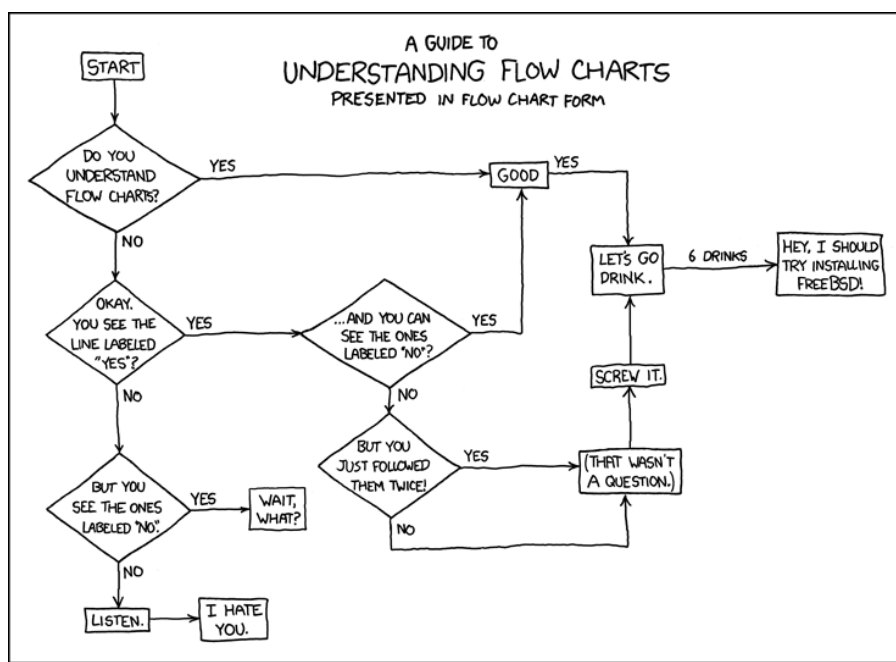 A GUIDE TO
UNDERSTANDING FLOW CHARTS
PRESENTED IN FLOW CHART FORM
START
DO YOU
UNDERSTAND
FLOW CHARTS?
YES
GOOD
YES
NO
LET'S GO
DRINK.
6 DRINKS
HEY, I SHOULD
TRY INSTALLING
FREEBSD!
OKAY.
YOU SEE THE
LINE LABELED
"YES"?
YES
...AND YOU CAN
SEE THE ONES
LABELED "NO"?
YES
NO
NO
SCREW IT.
BUT YOU
JUST FOLLOWED
THEM TWICE!
YES
(THAT WASN'T
A QUESTION.)
NO
BUT YOU
SEE THE ONES
LABELED "NO".
YES
WAIT,
WHAT?
NO
LISTEN.
I HATE
YOU.